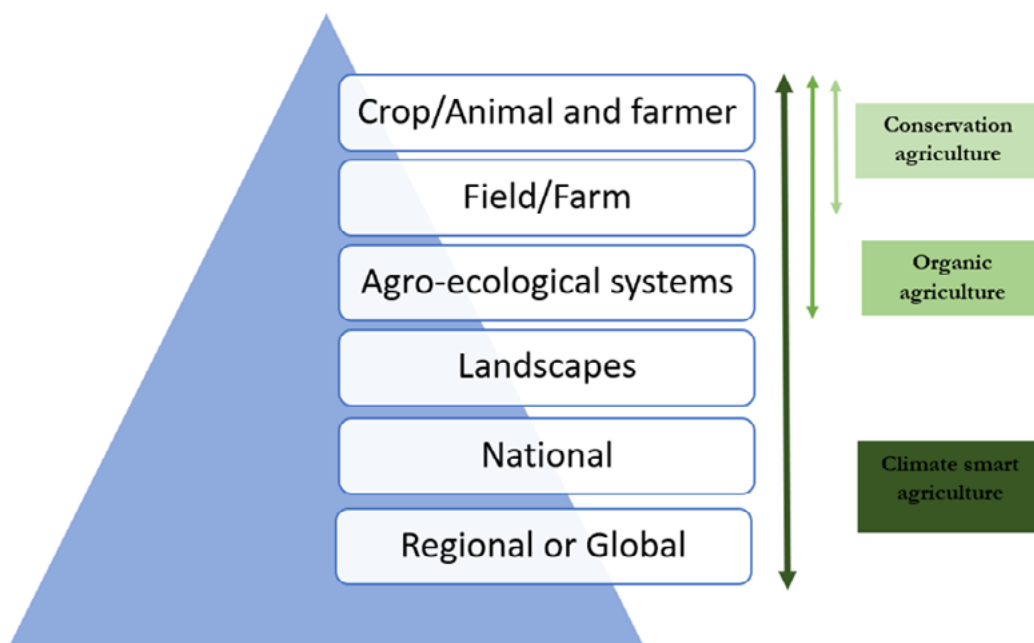 Crop/Animal and farmer
Field/Farm
Agro-ecological systems
Landscapes
National
Regional or Global
Conservation
agriculture
Organic
agriculture
Climate smart
agriculture